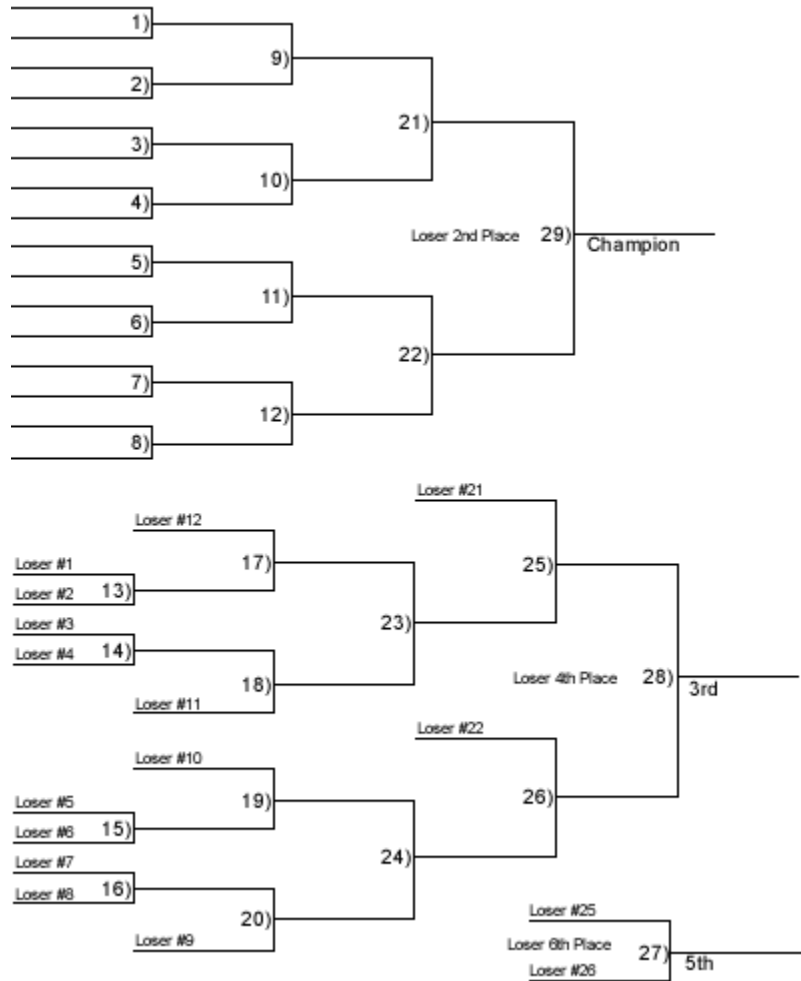 1)
9)
2)
21)
3)
10)
4)
Loser 2nd Place 29) Champion
5)
11)
6)
22)
7)
12)
8)
Loser #21
Loser #12
17) 25)
Loser #1
13)
Loser #2
Loser #3
23)
14)
Loser #4
18) Loser 4th Place 28) 3rd
Loser #11
Loser #22
Loser #10
19) 26)
Loser #5
15)
Loser #6
24)
Loser #7
16)
Loser #8
20) Loser #25
Loser #9 Loser 6th Place 27) 5th
Loser #26